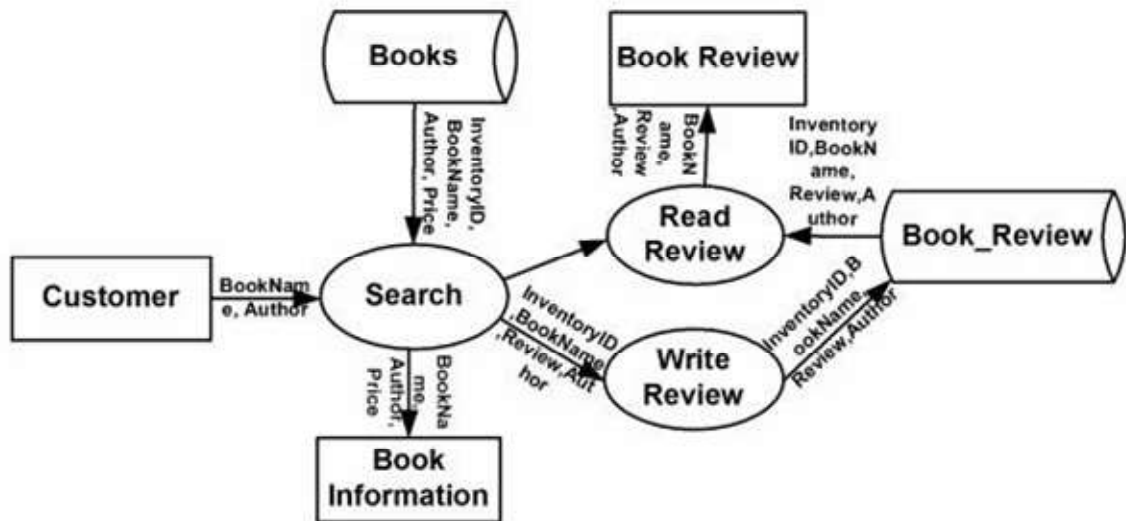 Books
Book Review
InventoryID,
BookName,
Author, Price
BookN
ame,
Review
,Author
Inventory
ID,BookN
ame,
Review,A
uthor
Read
Review
Book_Review
Customer
BookNam
e, Author
Search
InventoryID
,BookName
,Review,Aut
hor
InventoryID,B
ookName,
Review,Author
Write
Review
BookNa
me,
Author,
Price
Book
Information